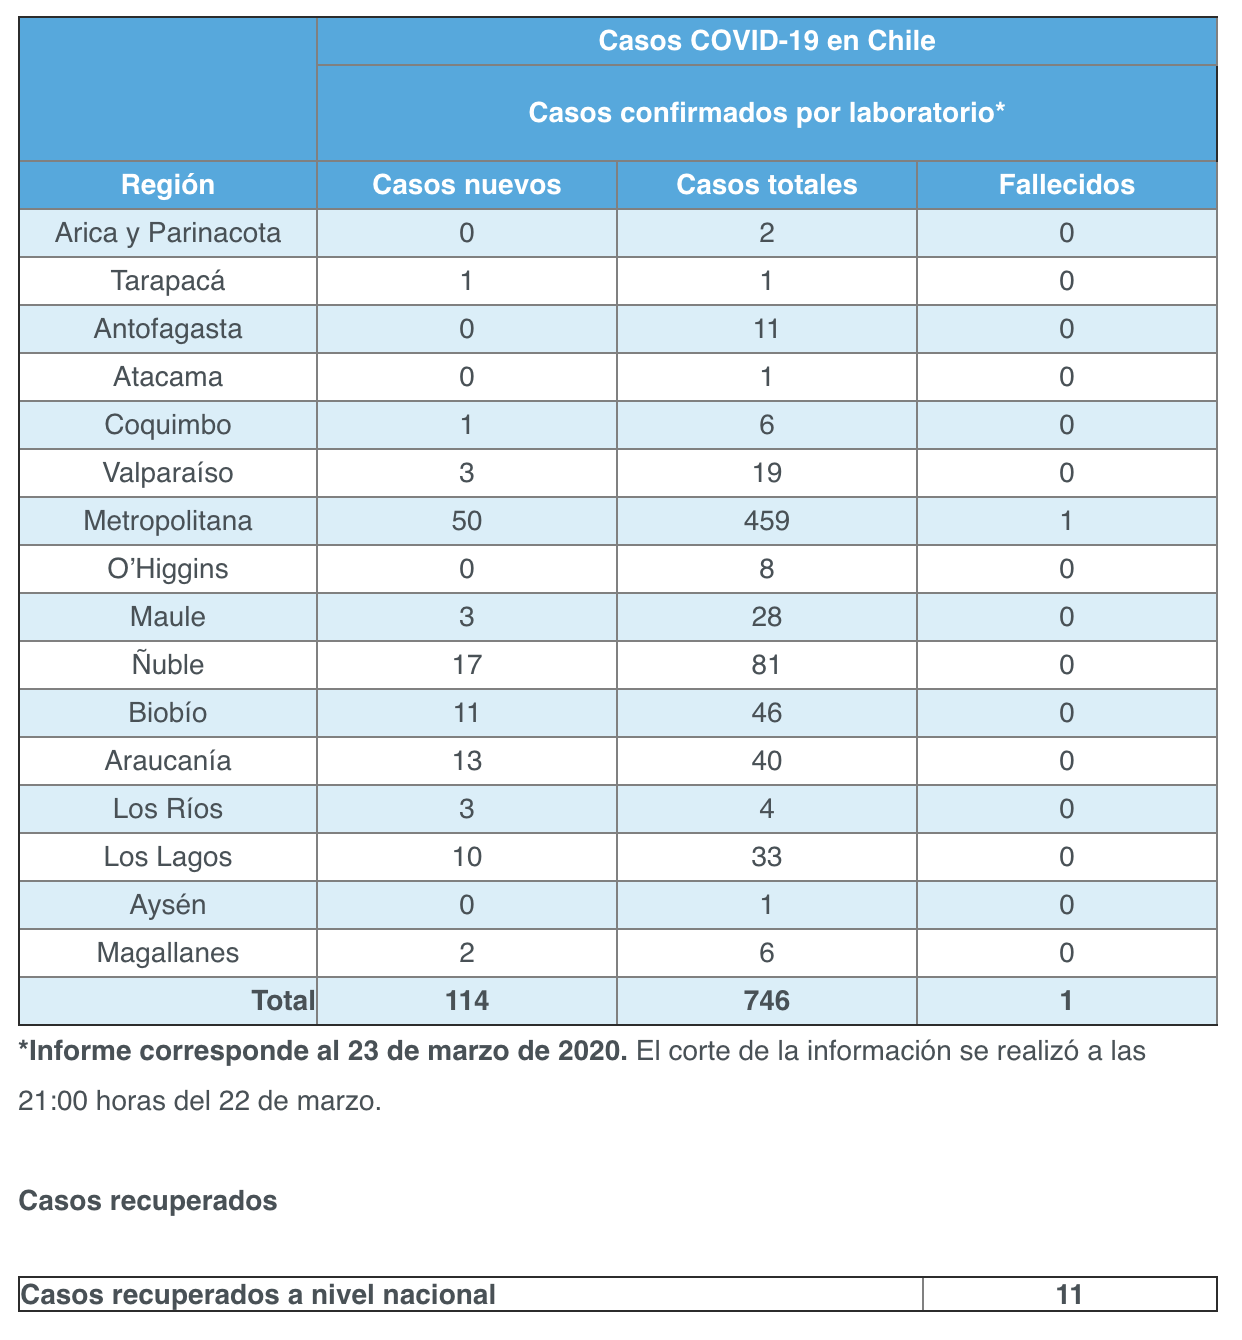 Casos COVID-19 en Chile
Casos confirmados por laboratorio*
Región Casos nuevos Casos totales Fallecidos
Arica y Parinacota 0 2 0
Tarapacá 1 1 0
Antofagasta 0 11 0
Atacama 0 1 0
Coquimbo 1 6 0
Valparaíso 3 19 0
Metropolitana 50 459 1
O’Higgins 0 8 0
Maule 3 28 0
Ñuble 17 81 0
Biobío 11 46 0
Araucanía 13 40 0
Los Ríos 3 4 0
Los Lagos 10 33 0
Aysén 0 1 0
Magallanes 2 6 0
Total 114 746 1
*Informe corresponde al 23 de marzo de 2020. El corte de la información se realizó a las
21:00 horas del 22 de marzo.
Casos recuperados
Casos recuperados a nivel nacional 11